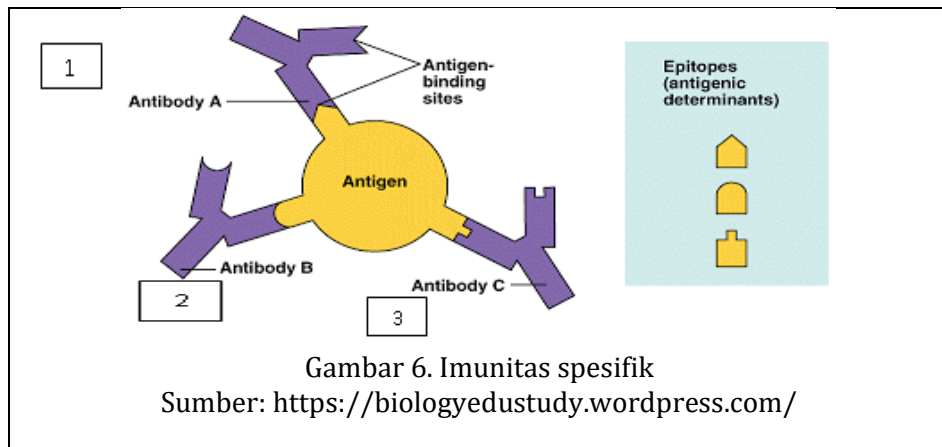 1
Antigen-
binding
sites
Antibody A
Epitopes
(antigenic
determinants)
Antigen
Antibody B
2
Antibody C
3
Gambar 6. Imunitas spesifik
Sumber: https://biologyedustudy.wordpress.com/